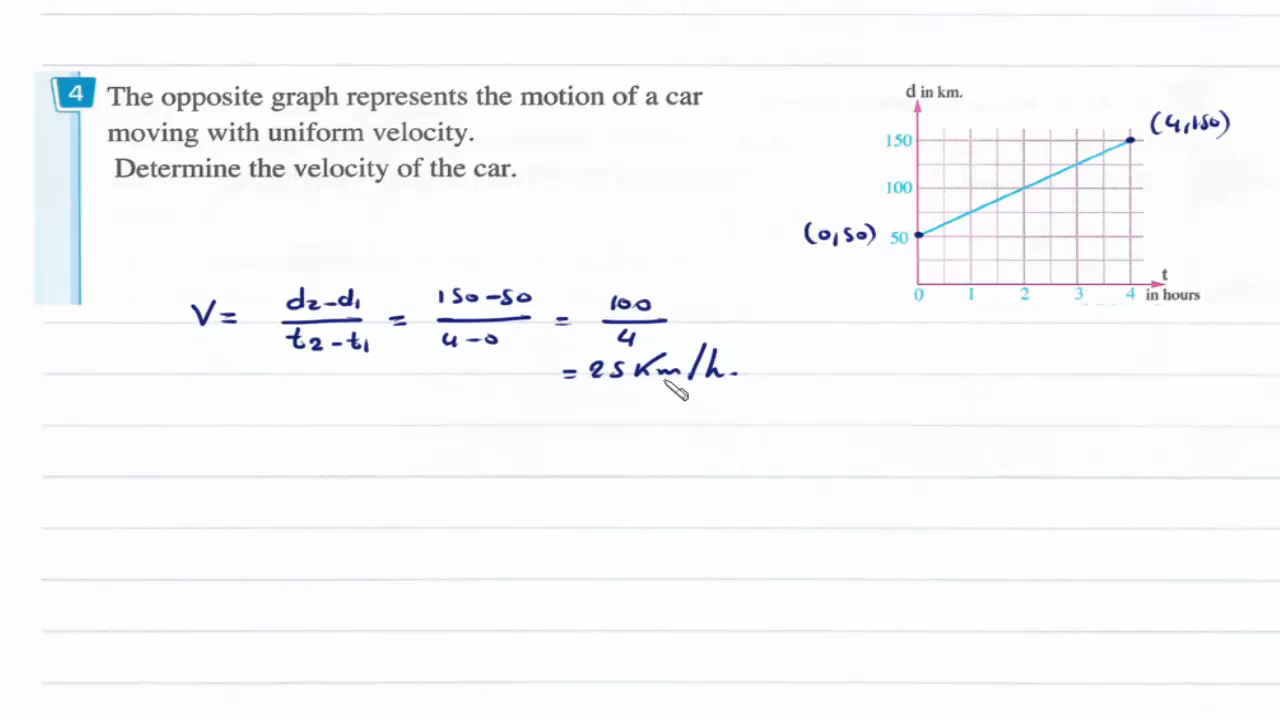 4 The opposite graph represents the motion of a car
moving with uniform velocity.
Determine the velocity of the car.
d in km.
(4,150)
150
100
(0,50) 50
t
0 1 2 3 4 in hours
V = d2-d1 / t2-t1 = 150-50 / 4-0 = 100 / 4
= 25 Km/h.